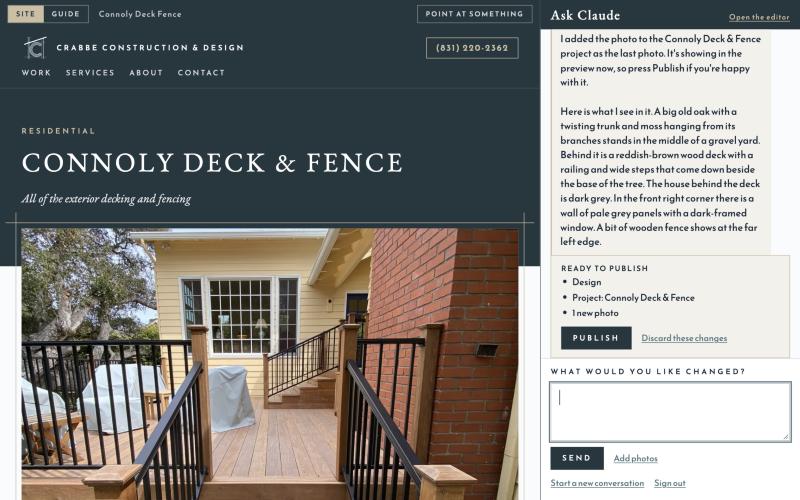 SITE
GUIDE
Connoly Deck Fence
POINT AT SOMETHING
CRABBE CONSTRUCTION & DESIGN
(831) 220-2362
WORK SERVICES ABOUT CONTACT
RESIDENTIAL
CONNOLY DECK & FENCE
All of the exterior decking and fencing
Ask Claude
Open the editor
I added the photo to the Connoly Deck & Fence
project as the last photo. It's showing in the
preview now, so press Publish if you're happy
with it.
Here is what I see in it. A big old oak with a
twisting trunk and moss hanging from its
branches stands in the middle of a gravel yard.
Behind it is a reddish-brown wood deck with a
railing and wide steps that come down beside
the base of the tree. The house behind the deck
is dark grey. In the front right corner there is a
wall of pale grey panels with a dark-framed
window. A bit of wooden fence shows at the far
left edge.
READY TO PUBLISH
Design
Project: Connoly Deck & Fence
1 new photo
PUBLISH
Discard these changes
WHAT WOULD YOU LIKE CHANGED?
SEND
Add photos
Start a new conversation Sign out